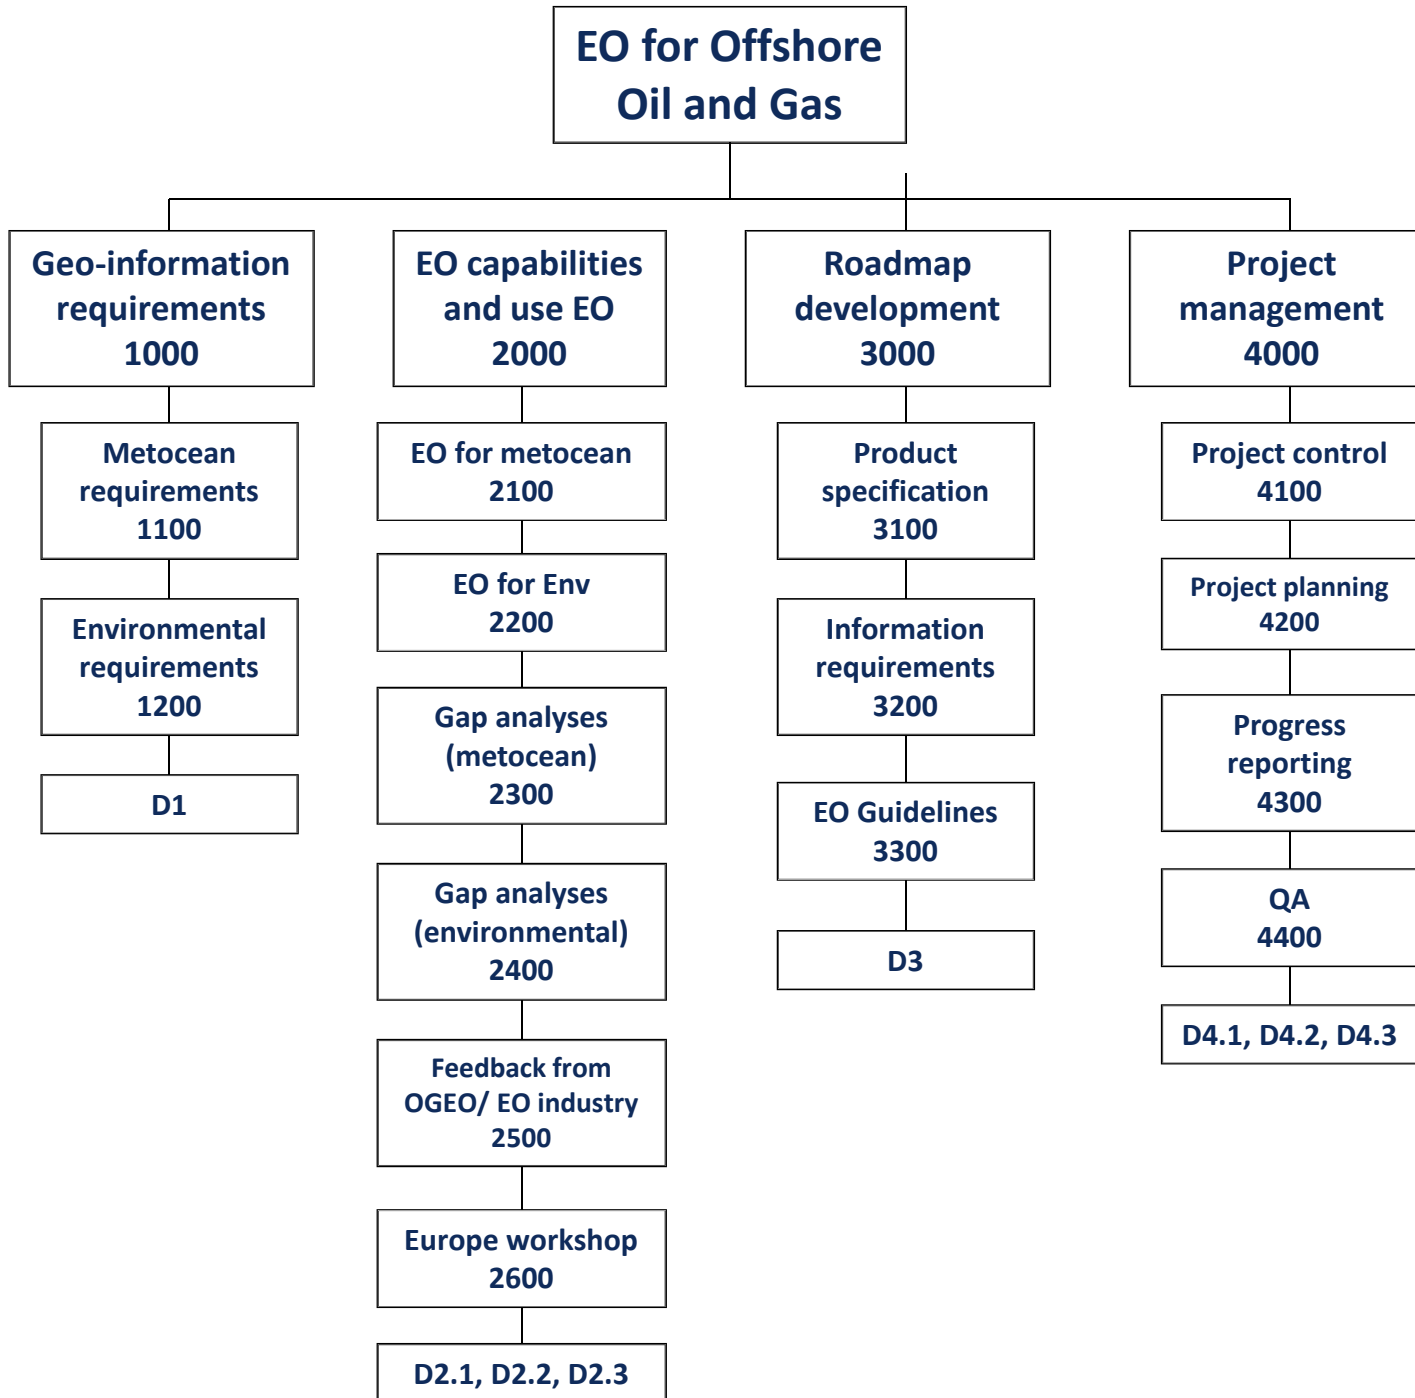 EO for Offshore
Oil and Gas
Geo-information
requirements
1000
EO capabilities
and use EO
2000
Roadmap
development
3000
Project
management
4000
Metocean
requirements
1100
Environmental
requirements
1200
D1
EO for metocean
2100
EO for Env
2200
Gap analyses
(metocean)
2300
Gap analyses
(environmental)
2400
Feedback from
OGEO/ EO industry
2500
Europe workshop
2600
D2.1, D2.2, D2.3
Product
specification
3100
Information
requirements
3200
EO Guidelines
3300
D3
Project control
4100
Project planning
4200
Progress
reporting
4300
QA
4400
D4.1, D4.2, D4.3